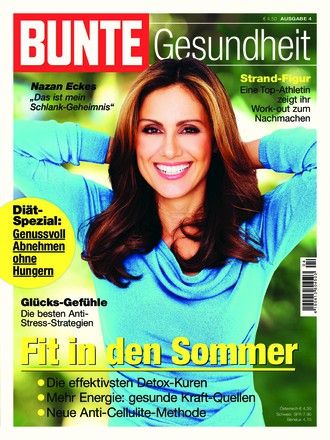 € 4,50 AUSGABE 4
BUNTE Gesundheit
Nazan Eckes
„Das ist mein
Schlank-Geheimnis“
Strand-Figur
Eine Top-Athletin
zeigt ihr
Work-out zum
Nachmachen
Diät-
Spezial:
Genussvoll
Abnehmen
ohne
Hungern
Glücks-Gefühle
Die besten Anti-
Stress-Strategien
Fit in den Sommer
Die effektivsten Detox-Kuren
Mehr Energie: gesunde Kraft-Quellen
Neue Anti-Cellulite-Methode